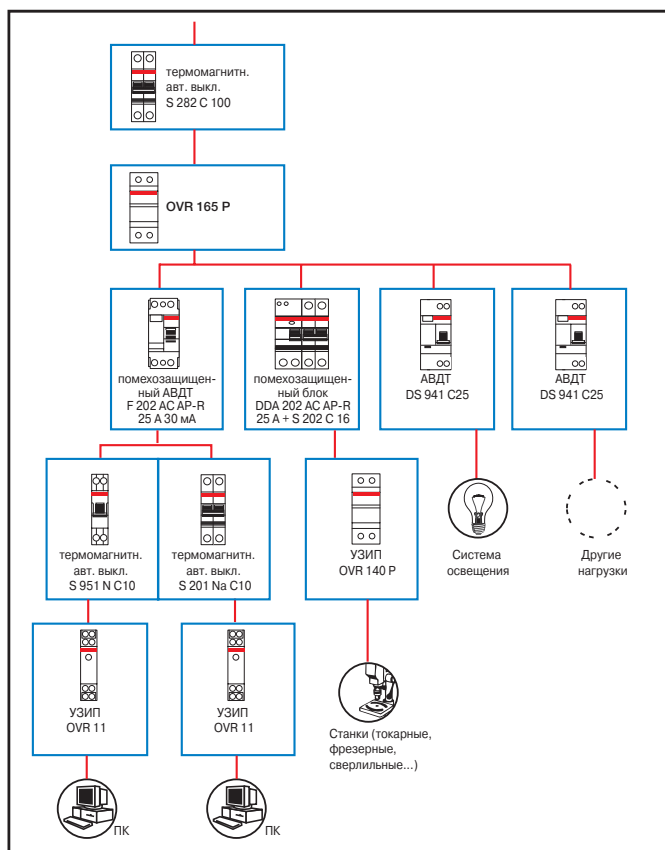 термомагнитн.
авт. выкл.
S 282 C 100
OVR 165 P
помехозащищен-
ный АВДТ
F 202 AC AP-R
25 A 30 мА
помехозащищен-
ный блок
DDA 202 AC AP-R
25 A + S 202 C 16
АВДТ
DS 941 C25
АВДТ
DS 941 C25
термомагнитн.
авт. выкл.
S 951 N C10
термомагнитн.
авт. выкл.
S 201 Na C10
УЗИП
OVR 140 P
Система
освещения
Другие
нагрузки
УЗИП
OVR 11
УЗИП
OVR 11
Станки (токарные,
фрезерные,
сверлильные...)
ПК
ПК